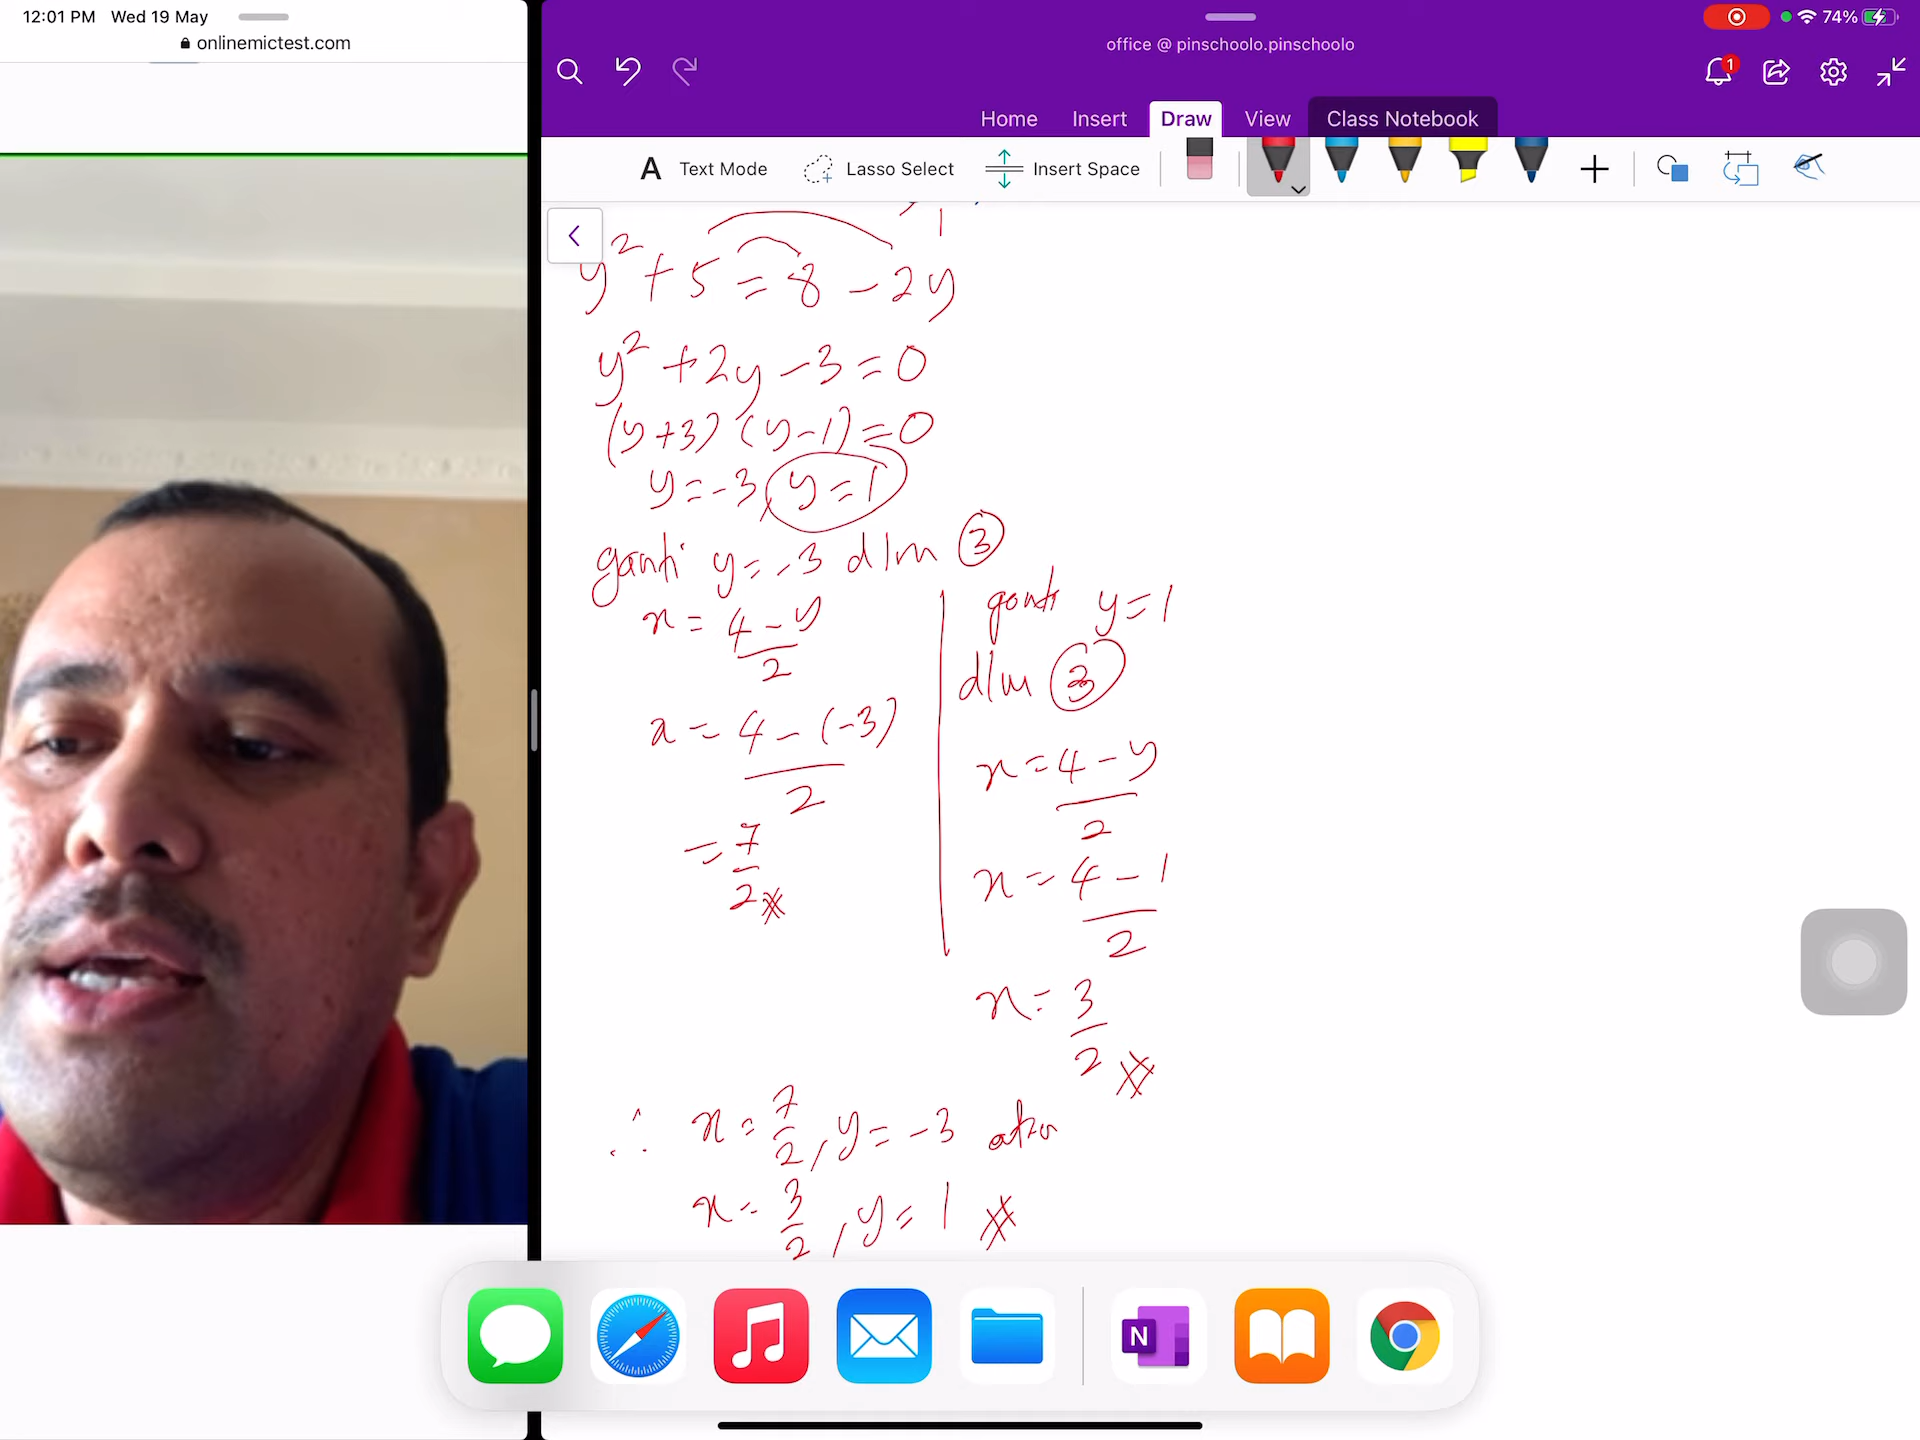 12:01 PM Wed 19 May
onlinemictest.com
office @ pinschoolo.pinschoolo
74%
1
Home Insert Draw View Class Notebook
A Text Mode Lasso Select Insert Space
y² + 5 = 8 - 2y
y² + 2y - 3 = 0
(y+3) (y-1) = 0
y = -3, y = 1
ganti y = -3 dlm ③
x = 4 - y
2
x = 4 - (-3)
2
= 7
2
ganti y = 1
dlm ③
x = 4 - y
2
x = 4 - 1
2
x = 3
2
∴ x = 7/2, y = -3 atau
x = 3/2, y = 1
N